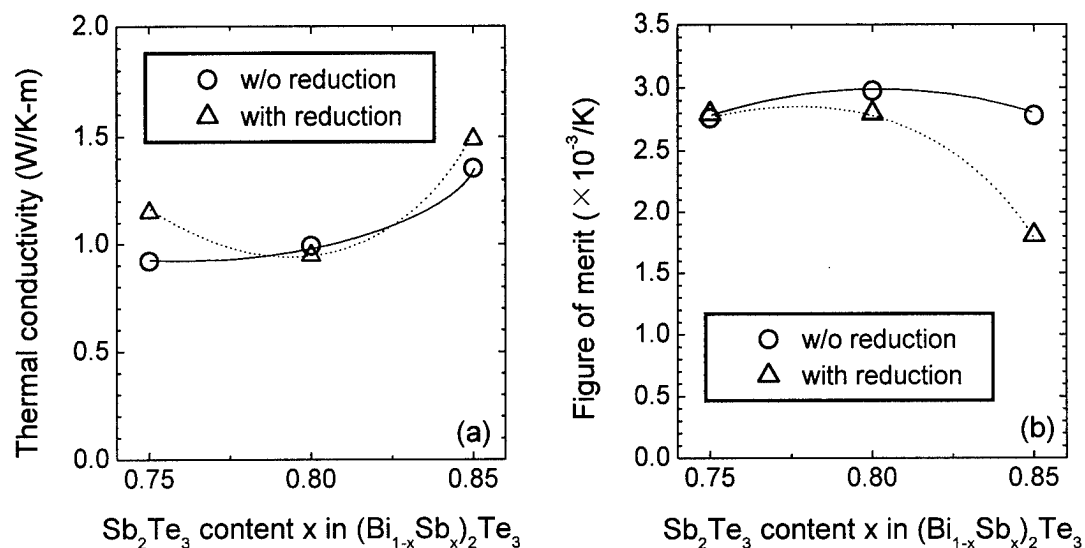 Thermal conductivity (W/K-m)
2.0
1.5
1.0
0.5
0.0
w/o reduction
with reduction
(a)
0.75 0.80 0.85
Sb₂Te₃ content x in (Bi₁₋ₓSbₓ)₂Te₃
Figure of merit (×10⁻³/K)
3.5
3.0
2.5
2.0
1.5
1.0
0.5
0.0
w/o reduction
with reduction
(b)
0.75 0.80 0.85
Sb₂Te₃ content x in (Bi₁₋ₓSbₓ)₂Te₃